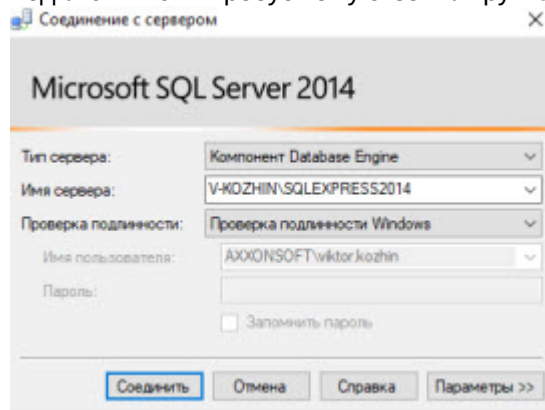 Соединение с сервером
Microsoft SQL Server 2014
Тип сервера: Компонент Database Engine
Имя сервера: V-KOZHIN\SQLEXPRESS2014
Проверка подлинности: Проверка подлинности Windows
Имя пользователя: AXXONSOFT\viktor.kozhin
Пароль:
Запомнить пароль
Соединить Отмена Справка Параметры >>